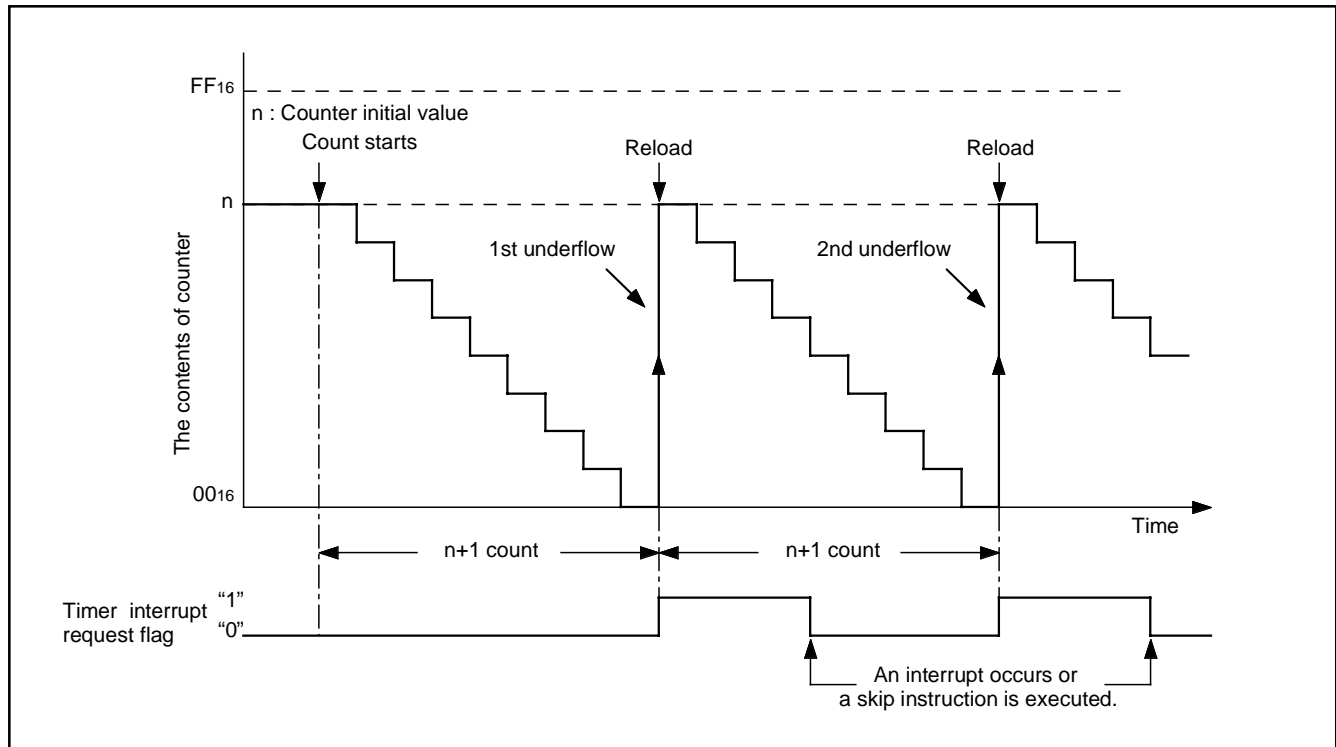 FF16
n : Counter initial value
Count starts
Reload
Reload
n
1st underflow
2nd underflow
The contents of counter
0016
Time
n+1 count
n+1 count
Timer interrupt
request flag
“1”
“0”
An interrupt occurs or
a skip instruction is executed.